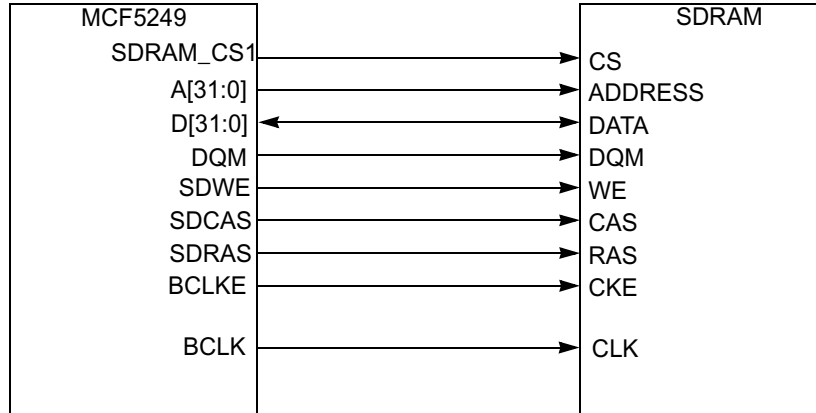 MCF5249 SDRAM
SDRAM_CS1 CS
A[31:0] ADDRESS
D[31:0] DATA
DQM DQM
SDWE WE
SDCAS CAS
SDRAS RAS
BCLKE CKE
BCLK CLK